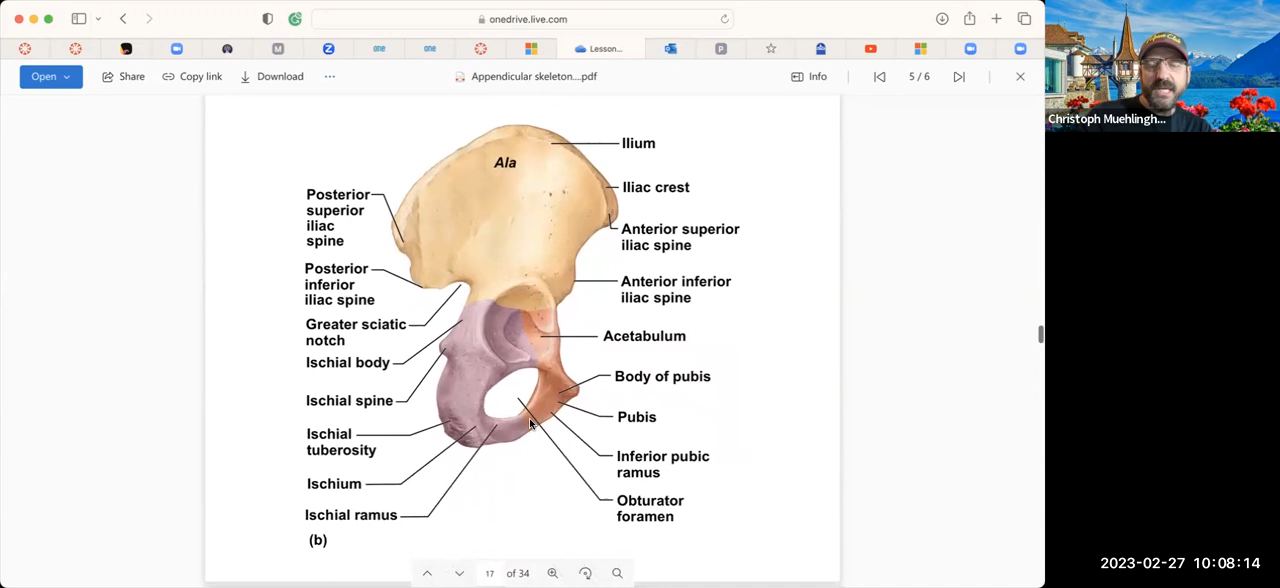 onedrive.live.com
Lesson...
Open
Share
Copy link
Download
...
Appendicular skeleton....pdf
Info
5 / 6
Christoph Muehlingh...
Ala
Ilium
Iliac crest
Anterior superior
iliac spine
Anterior inferior
iliac spine
Acetabulum
Body of pubis
Pubis
Inferior pubic
ramus
Obturator
foramen
Posterior
superior
iliac
spine
Posterior
inferior
iliac spine
Greater sciatic
notch
Ischial body
Ischial spine
Ischial
tuberosity
Ischium
Ischial ramus
(b)
17 of 34
2023-02-27 10:08:14